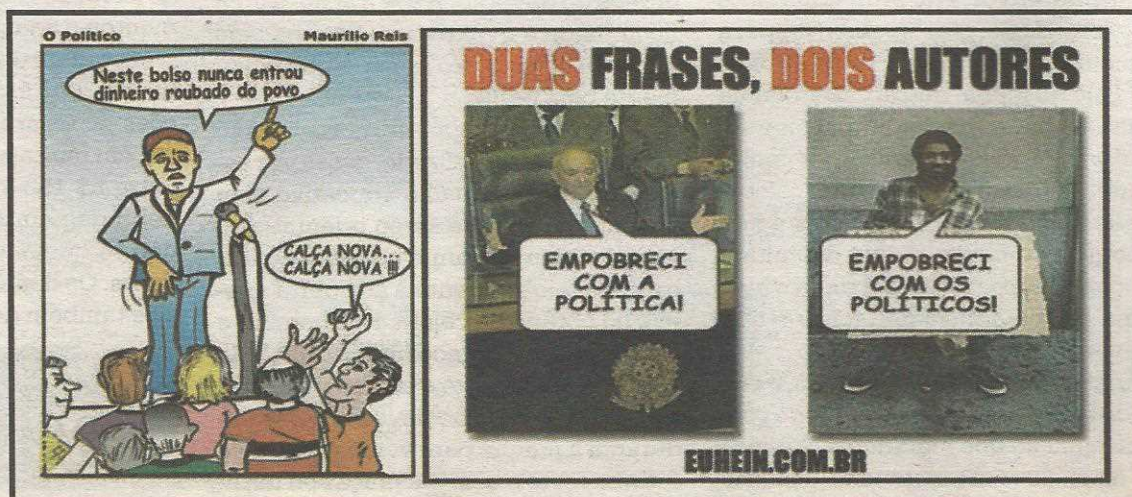 O Político
Maurílio Reis
Neste bolso nunca entrou
dinheiro roubado do povo
CALÇA NOVA...
CALÇA NOVA !!!
DUAS FRASES, DOIS AUTORES
EMPOBRECI
COM A
POLÍTICA!
EMPOBRECI
COM OS
POLÍTICOS!
EUHEIN.COM.BR